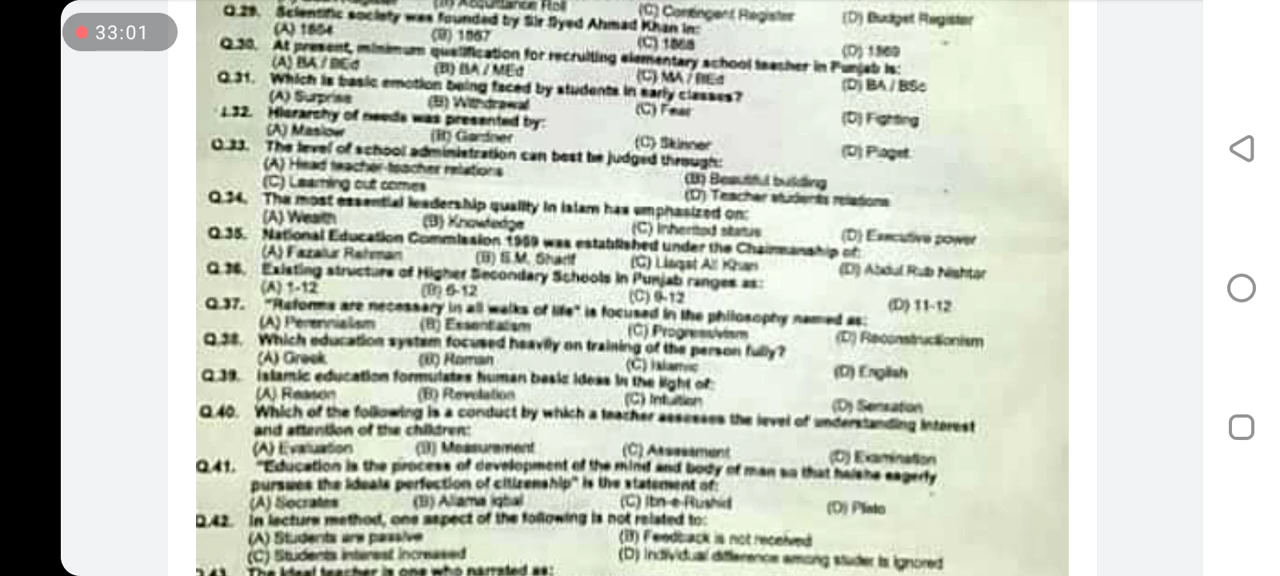 33:01
(B) Acquittance Roll (C) Contingent Register (D) Budget Register
Q.29. Scientific society was founded by Sir Syed Ahmad Khan in:
(A) 1864 (B) 1867 (C) 1868 (D) 1869
Q.30. At present, minimum qualification for recruiting elementary school teacher in Punjab is:
(A) BA / BEd (B) BA / MEd (C) MA / BEd (D) BA / BSc
Q.31. Which is basic emotion being faced by students in early classes?
(A) Surprise (B) Withdrawal (C) Fear (D) Fighting
.32. Hierarchy of needs was presented by:
(A) Maslow (B) Gardner (C) Skinner (D) Piaget
Q.33. The level of school administration can best be judged through:
(A) Head teacher-teacher relations (B) Beautiful building
(C) Learning out comes (D) Teacher students relations
Q.34. The most essential leadership quality in Islam has emphasized on:
(A) Wealth (B) Knowledge (C) Inherited status (D) Executive power
Q.35. National Education Commission 1959 was established under the Chairmanship of:
(A) Fazalur Rehman (B) S.M. Sharif (C) Liaqat Ali Khan (D) Abdul Rub Nishtar
Q.36. Existing structure of Higher Secondary Schools in Punjab ranges as:
(A) 1-12 (B) 6-12 (C) 9-12 (D) 11-12
Q.37. "Reforms are necessary in all walks of life" is focused in the philosophy named as:
(A) Perennialism (B) Essentialism (C) Progressivism (D) Reconstructionism
Q.38. Which education system focused heavily on training of the person fully?
(A) Greek (B) Roman (C) Islamic (D) English
Q.39. Islamic education formulates human basic ideas in the light of:
(A) Reason (B) Revelation (C) Intuition (D) Sensation
Q.40. Which of the following is a conduct by which a teacher assesses the level of understanding interest
and attention of the children:
(A) Evaluation (B) Measurement (C) Assessment (D) Examination
Q.41. "Education is the process of development of the mind and body of man so that he/she eagerly
pursues the ideals perfection of citizenship" is the statement of:
(A) Socrates (B) Allama Iqbal (C) Ibn-e-Rushid (D) Plato
Q.42. In lecture method, one aspect of the following is not related to:
(A) Students are passive (B) Feedback is not received
(C) Students interest increased (D) Individual difference among studer is ignored
The ideal teacher is one who narrated as: